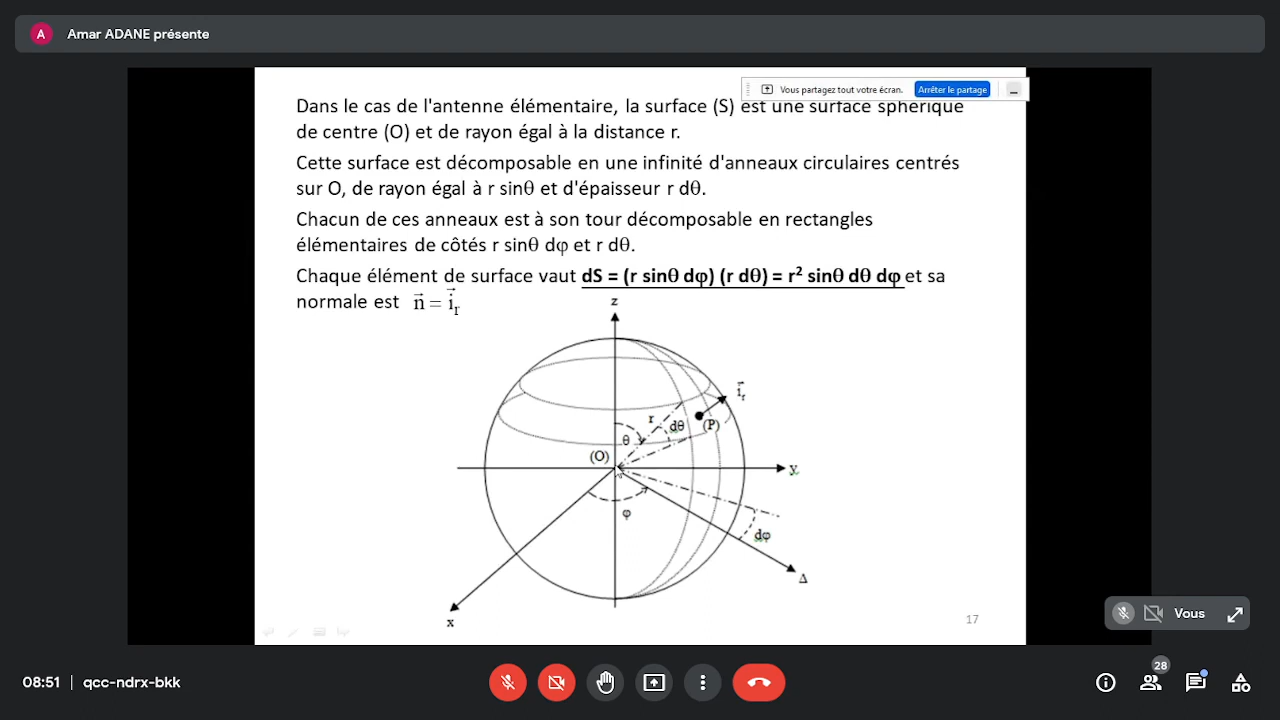 A Amar ADANE présente
Vous partagez tout votre écran. Arrêter le partage
Dans le cas de l'antenne élémentaire, la surface (S) est une surface sphérique
de centre (O) et de rayon égal à la distance r.
Cette surface est décomposable en une infinité d'anneaux circulaires centrés
sur O, de rayon égal à r sinθ et d'épaisseur r dθ.
Chacun de ces anneaux est à son tour décomposable en rectangles
élémentaires de côtés r sinθ dφ et r dθ.
Chaque élément de surface vaut dS = (r sinθ dφ) (r dθ) = r² sinθ dθ dφ et sa
normale est n⃗ = i⃗r
z
i⃗r
r
dθ
(P)
θ
(O)
y
φ
dφ
Δ
x
17
Vous
08:51 | qcc-ndrx-bkk
28